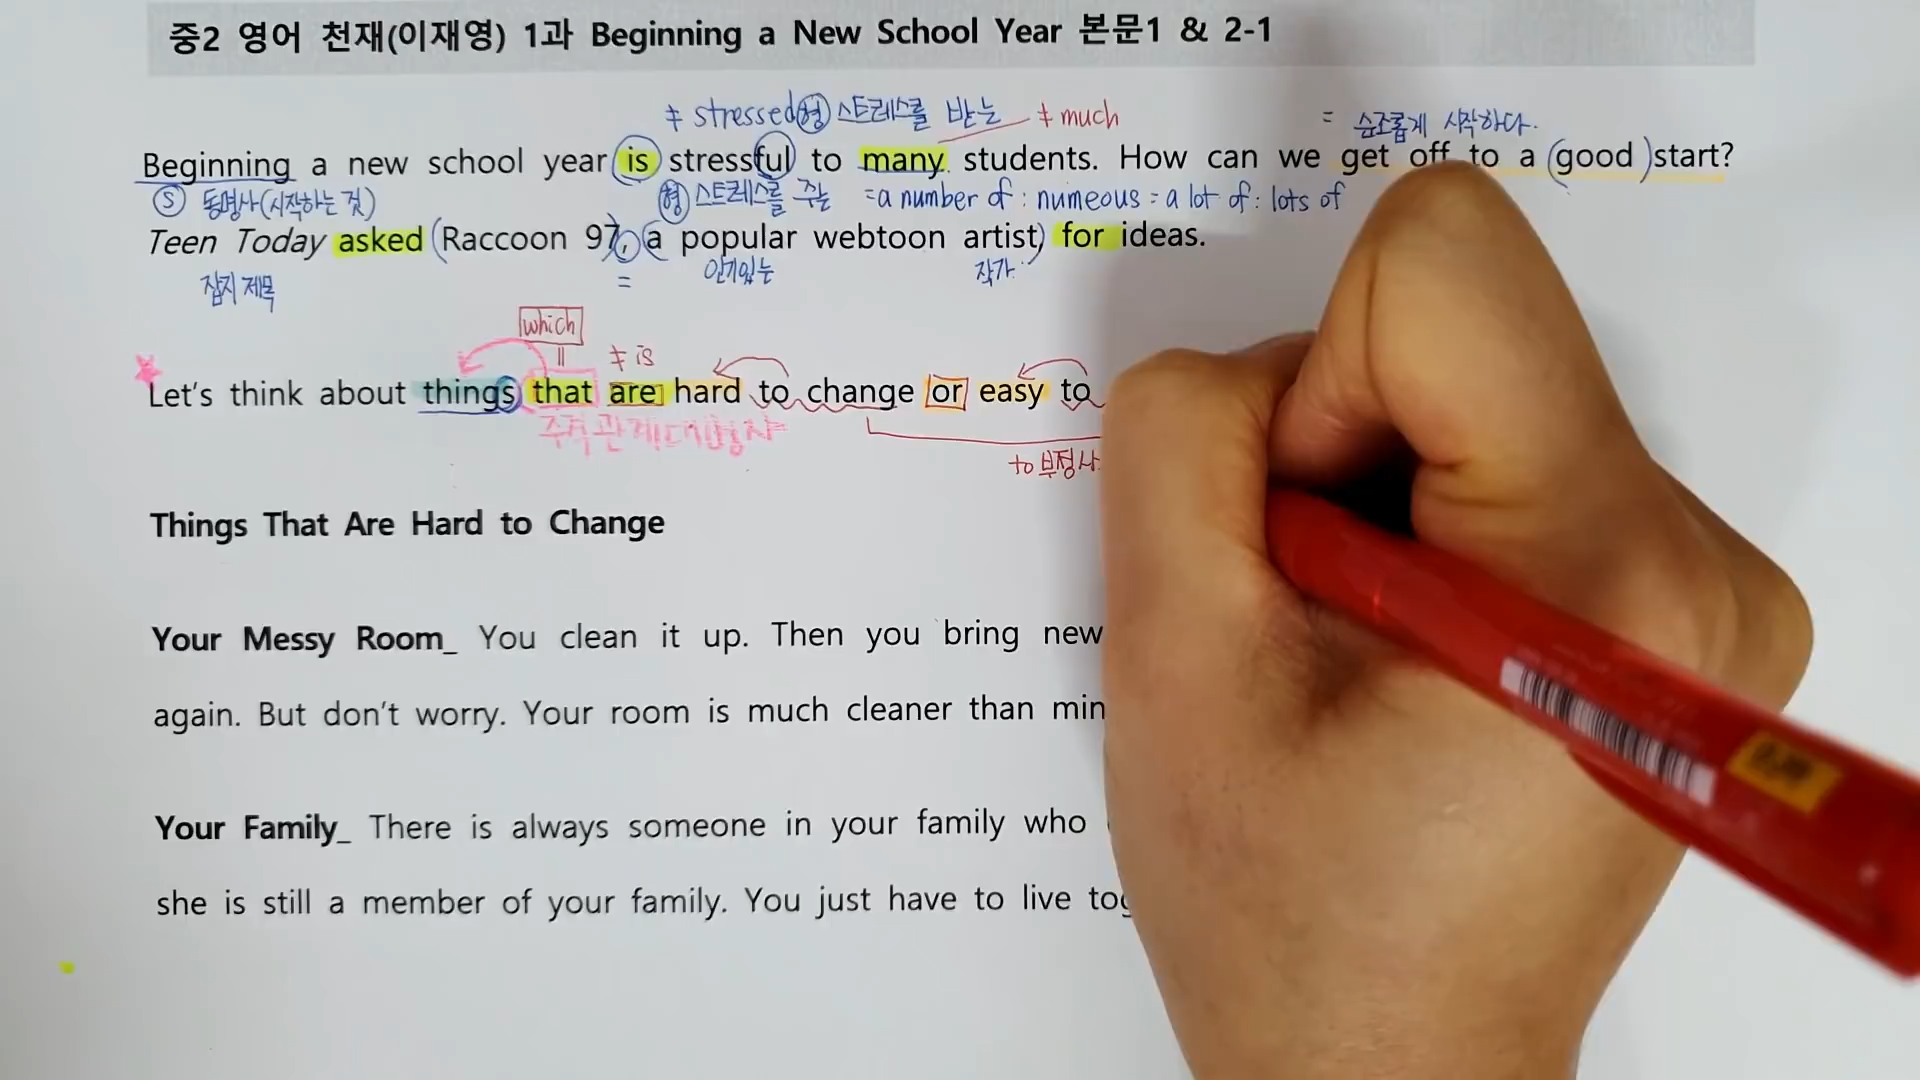 중2 영어 천재(이재영) 1과 Beginning a New School Year 본문1 & 2-1
≠ stressed 형 스트레스를 받는 ≠ much = 순조롭게 시작하다.
Beginning a new school year is stressful to many students. How can we get off to a (good) start?
S 동명사(시작하는 것) 형 스트레스를 주는 = a number of : numeous = a lot of : lots of
Teen Today asked (Raccoon 97, a popular webtoon artist) for ideas.
잡지 제목 = 인기있는 작가
which
≠ is
Let's think about things that are hard to change or easy to
주격 관계대명사
to 부정사
Things That Are Hard to Change
Your Messy Room_ You clean it up. Then you bring new
again. But don't worry. Your room is much cleaner than
Your Family_ There is always someone in your family who
she is still a member of your family. You just have to live